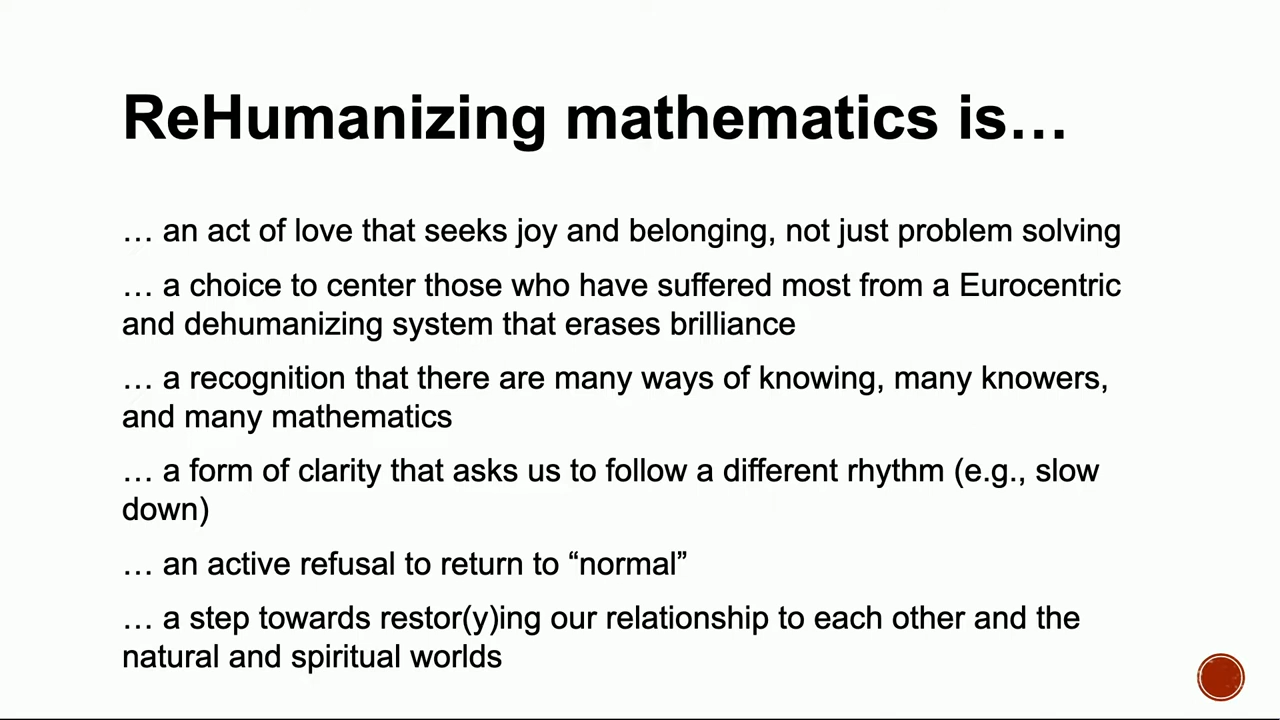 ReHumanizing mathematics is…
… an act of love that seeks joy and belonging, not just problem solving
… a choice to center those who have suffered most from a Eurocentric
and dehumanizing system that erases brilliance
… a recognition that there are many ways of knowing, many knowers,
and many mathematics
… a form of clarity that asks us to follow a different rhythm (e.g., slow
down)
… an active refusal to return to “normal”
… a step towards restor(y)ing our relationship to each other and the
natural and spiritual worlds